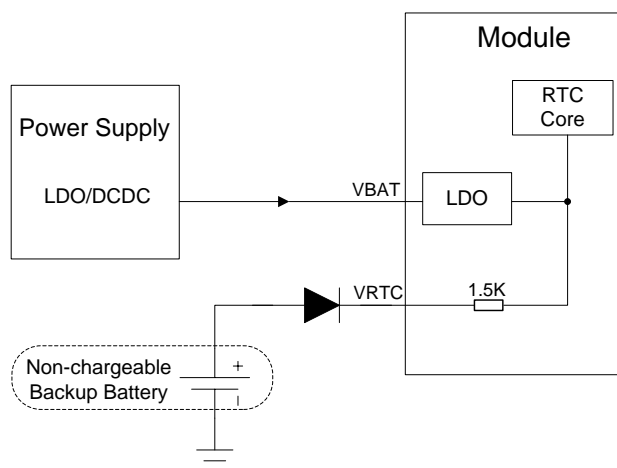 Module
RTC
Core
Power Supply
LDO/DCDC
VBAT
LDO
VRTC
1.5K
Non-chargeable
Backup Battery
+